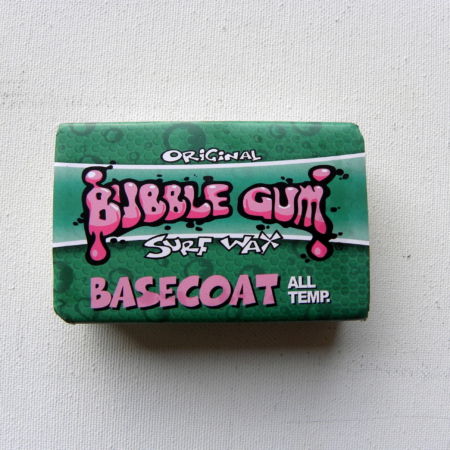 ORIGINAL
BUBBLE GUM
SURF WAX
BASECOAT ALL TEMP.